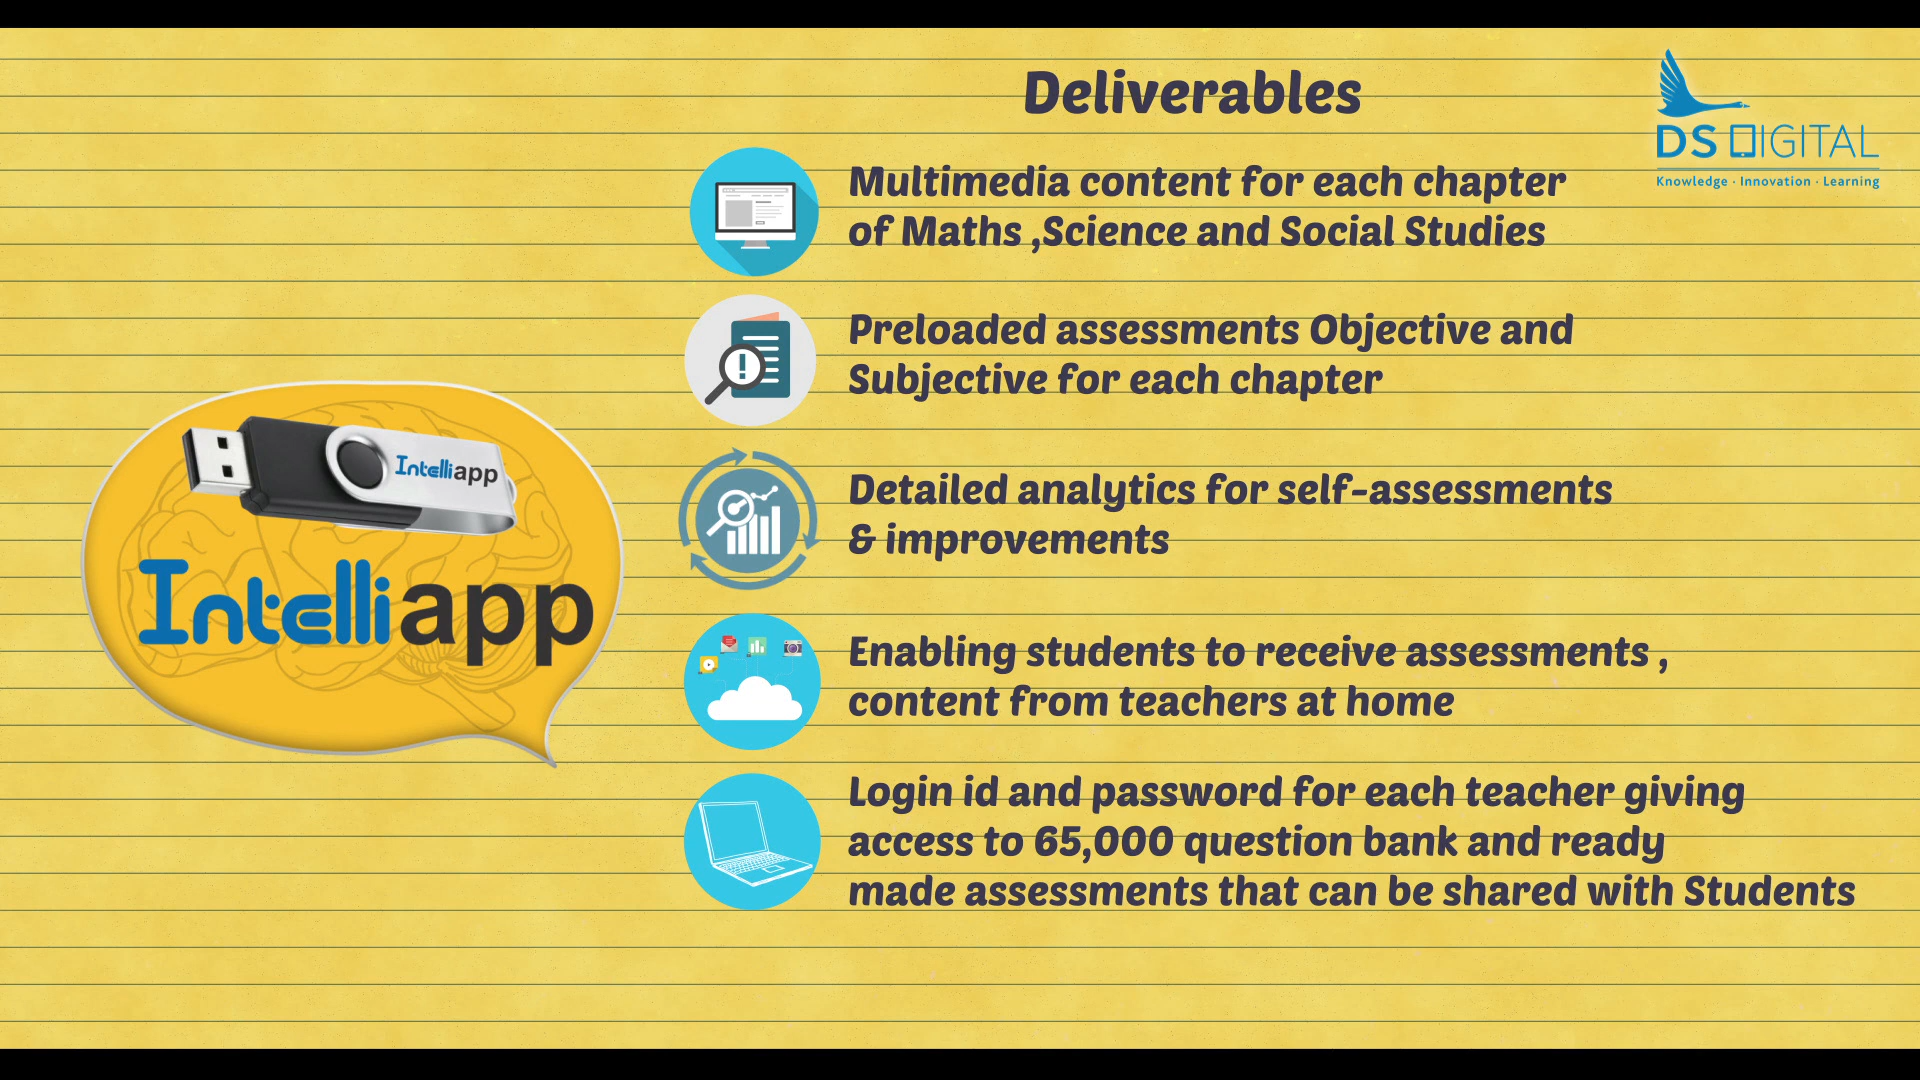 Deliverables
DS DIGITAL
Knowledge · Innovation · Learning
Multimedia content for each chapter
of Maths ,Science and Social Studies
Preloaded assessments Objective and
Subjective for each chapter
Intelliapp
Intelliapp
Detailed analytics for self-assessments
& improvements
Enabling students to receive assessments ,
content from teachers at home
Login id and password for each teacher giving
access to 65,000 question bank and ready
made assessments that can be shared with Students